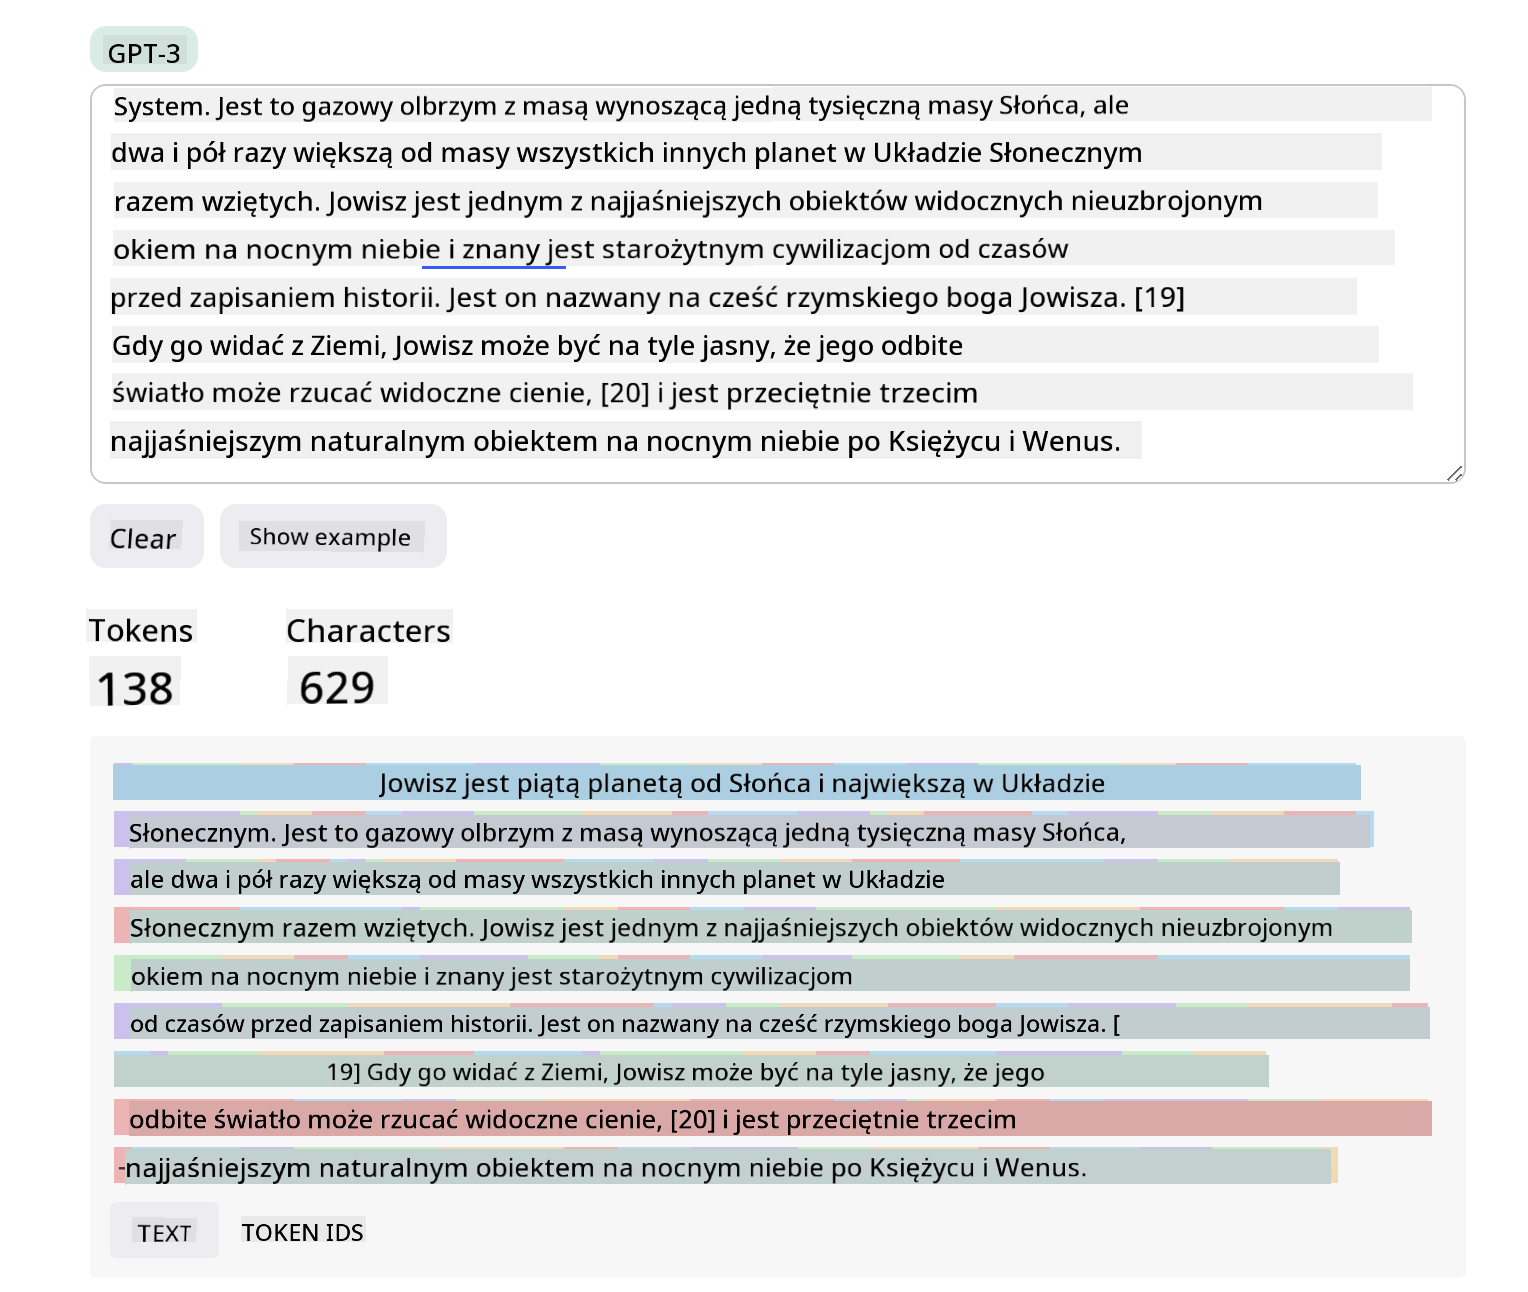 GPT-3
System. Jest to gazowy olbrzym z masą wynoszącą jedną tysięczną masy Słońca, ale
dwa i pół razy większą od masy wszystkich innych planet w Układzie Słonecznym
razem wziętych. Jowisz jest jednym z najjaśniejszych obiektów widocznych nieuzbrojonym
okiem na nocnym niebie i znany jest starożytnym cywilizacjom od czasów
przed zapisaniem historii. Jest on nazwany na cześć rzymskiego boga Jowisza. [19]
Gdy go widać z Ziemi, Jowisz może być na tyle jasny, że jego odbite
światło może rzucać widoczne cienie, [20] i jest przeciętnie trzecim
najjaśniejszym naturalnym obiektem na nocnym niebie po Księżycu i Wenus.
Clear Show example
Tokens Characters
138 629
Jowisz jest piątą planetą od Słońca i największą w Układzie
Słonecznym. Jest to gazowy olbrzym z masą wynoszącą jedną tysięczną masy Słońca,
ale dwa i pół razy większą od masy wszystkich innych planet w Układzie
Słonecznym razem wziętych. Jowisz jest jednym z najjaśniejszych obiektów widocznych nieuzbrojonym
okiem na nocnym niebie i znany jest starożytnym cywilizacjom
od czasów przed zapisaniem historii. Jest on nazwany na cześć rzymskiego boga Jowisza. [
19] Gdy go widać z Ziemi, Jowisz może być na tyle jasny, że jego
odbite światło może rzucać widoczne cienie, [20] i jest przeciętnie trzecim
-najjaśniejszym naturalnym obiektem na nocnym niebie po Księżycu i Wenus.
TEXT TOKEN IDS